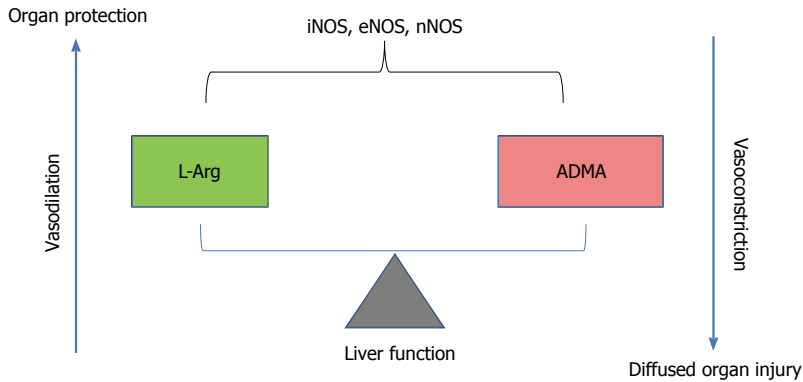 Organ protection
iNOS, eNOS, nNOS
Vasodilation
L-Arg
ADMA
Vasoconstriction
Liver function
Diffused organ injury